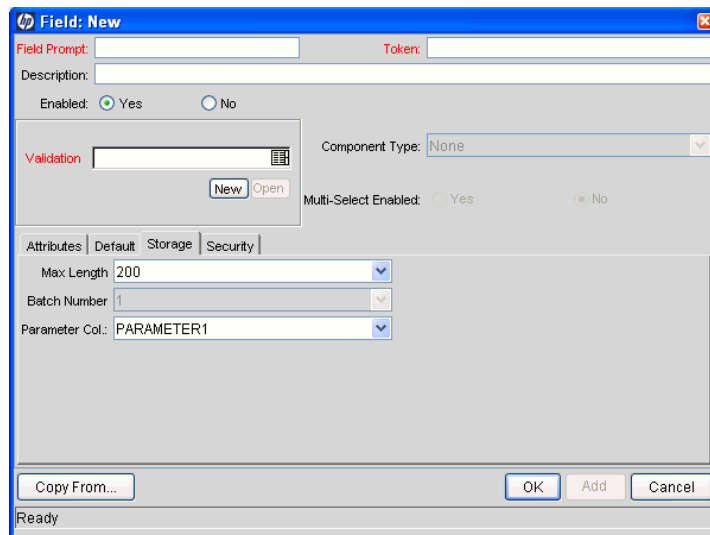 hp Field: New
Field Prompt: Token:
Description:
Enabled: Yes No
Validation
Component Type: None
New Open
Multi-Select Enabled: Yes No
Attributes Default Storage Security
Max Length 200
Batch Number 1
Parameter Col.: PARAMETER1
Copy From... OK Add Cancel
Ready